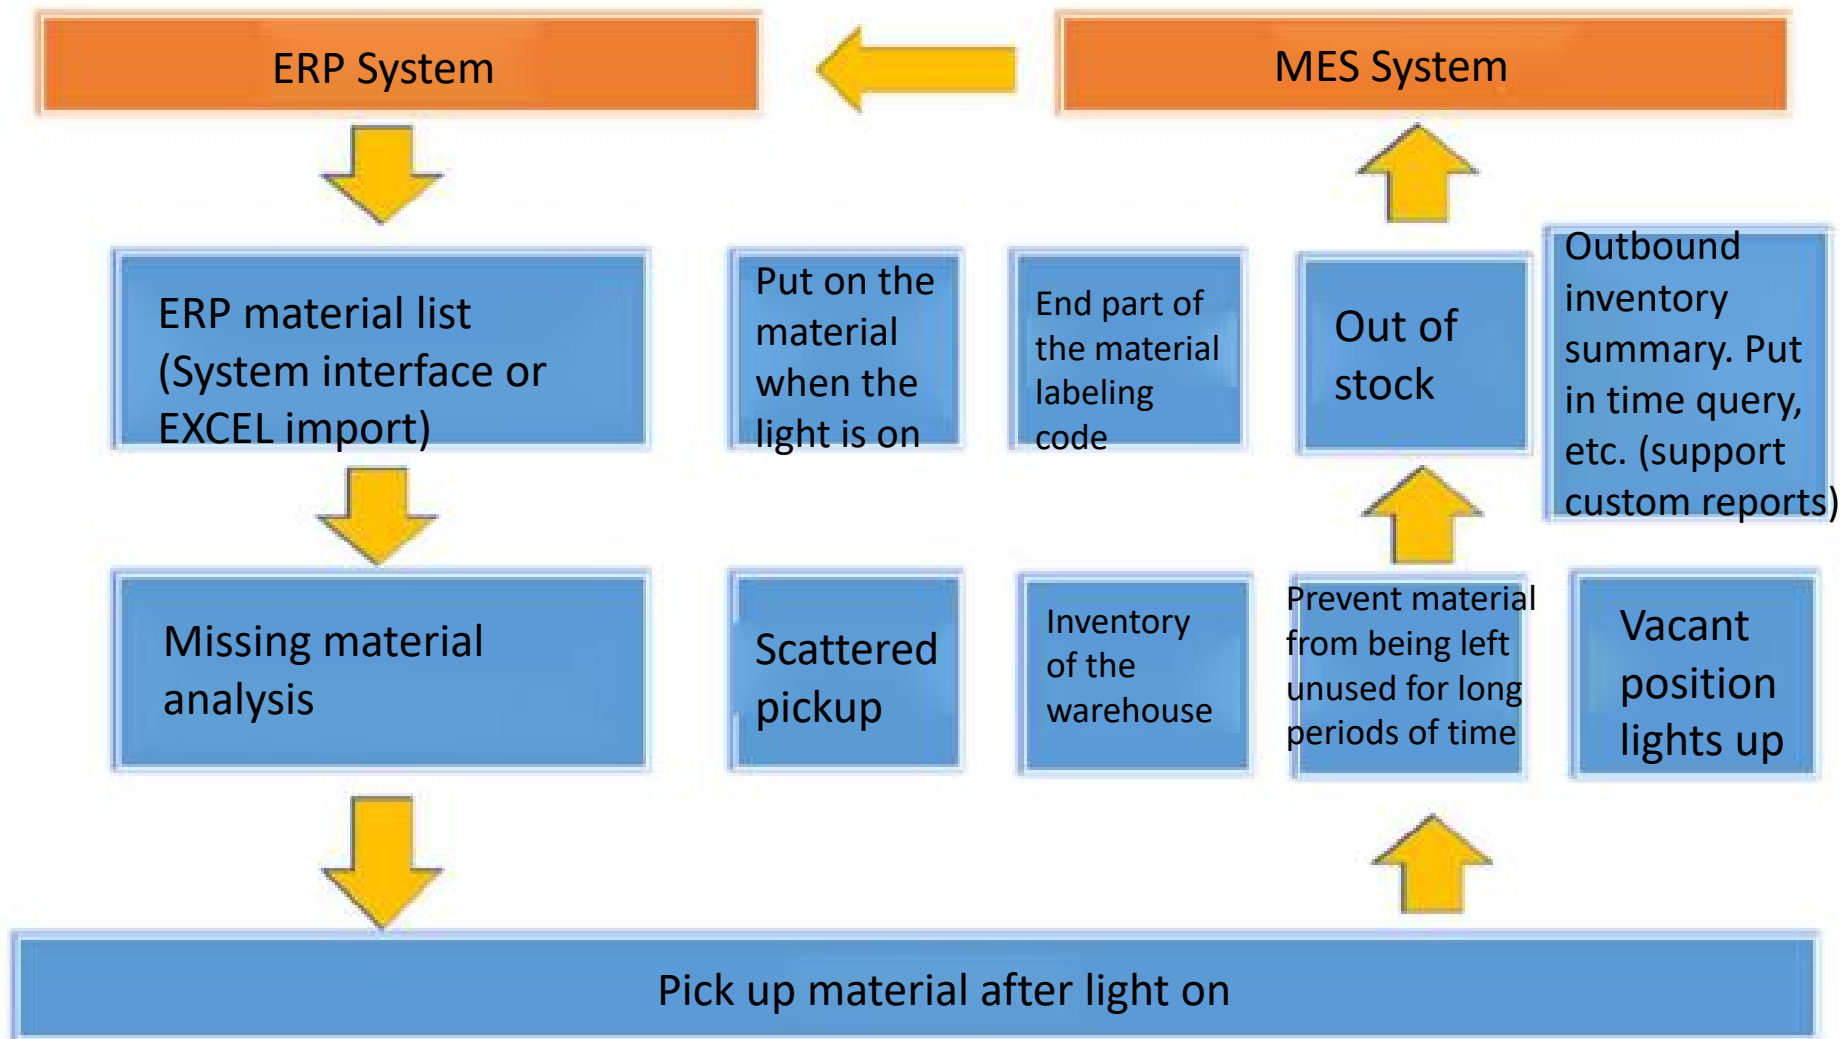 ERP System
MES System
ERP material list
(System interface or
EXCEL import)
Put on the
material
when the
light is on
End part of
the material
labeling
code
Out of
stock
Outbound
inventory
summary. Put
in time query,
etc. (support
custom reports)
Missing material
analysis
Scattered
pickup
Inventory
of the
warehouse
Prevent material
from being left
unused for long
periods of time
Vacant
position
lights up
Pick up material after light on